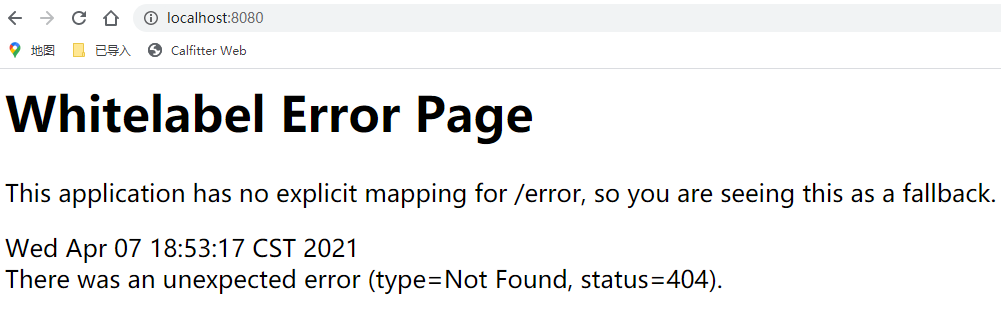 localhost:8080
地图 已导入 Calfitter Web
Whitelabel Error Page
This application has no explicit mapping for /error, so you are seeing this as a fallback.
Wed Apr 07 18:53:17 CST 2021
There was an unexpected error (type=Not Found, status=404).